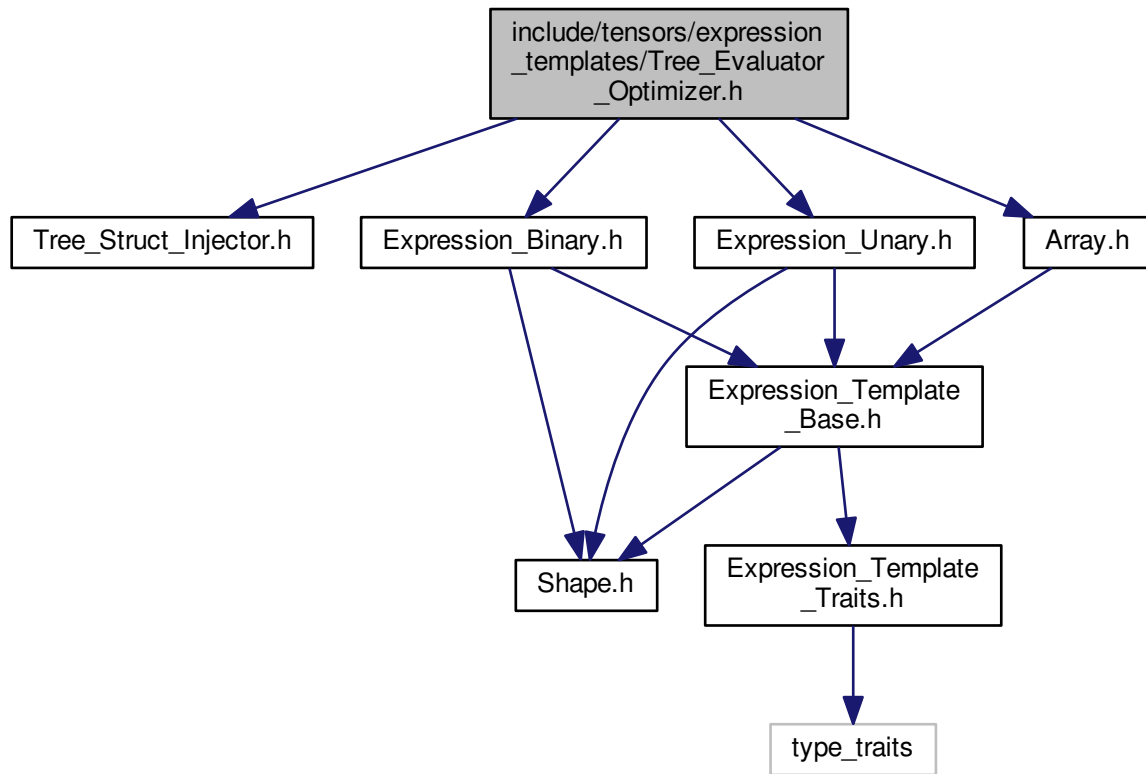 include/tensors/expression
_templates/Tree_Evaluator
_Optimizer.h
Tree_Struct_Injector.h
Expression_Binary.h
Expression_Unary.h
Array.h
Expression_Template
_Base.h
Shape.h
Expression_Template
_Traits.h
type_traits